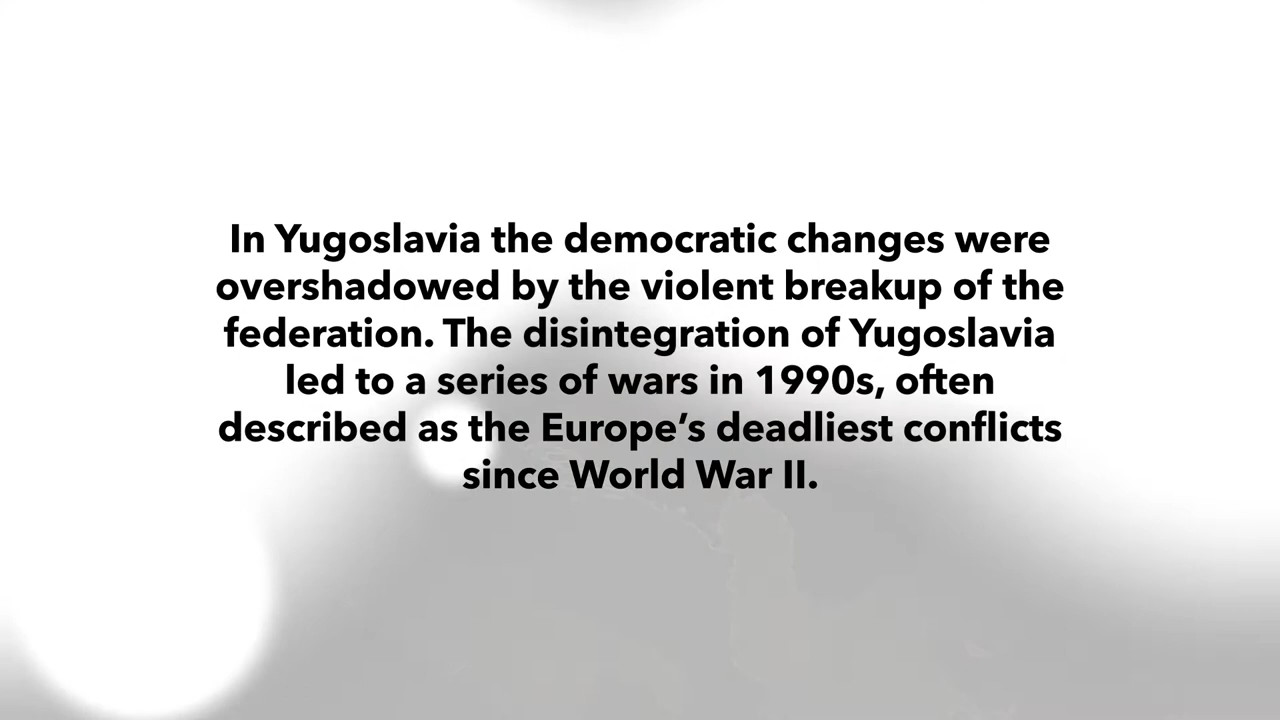 In Yugoslavia the democratic changes were
overshadowed by the violent breakup of the
federation. The disintegration of Yugoslavia
led to a series of wars in 1990s, often
described as the Europe’s deadliest conflicts
since World War II.